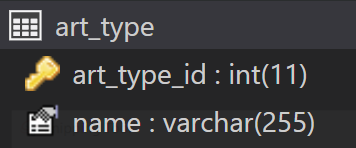 art_type
art_type_id : int(11)
name : varchar(255)